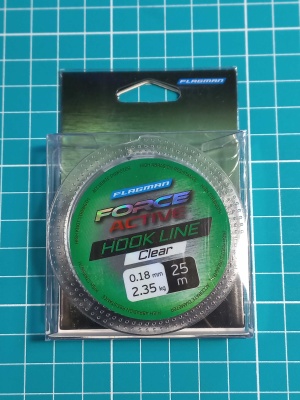 FLAGMAN
FLAGMAN
FORCE
ACTIVE
HOOK LINE
Clear
0.18 mm
2.35 kg
25
m